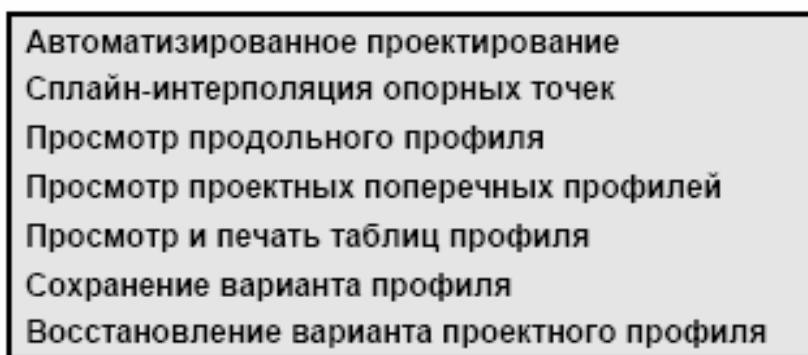 Автоматизированное проектирование
Сплайн-интерполяция опорных точек
Просмотр продольного профиля
Просмотр проектных поперечных профилей
Просмотр и печать таблиц профиля
Сохранение варианта профиля
Восстановление варианта проектного профиля